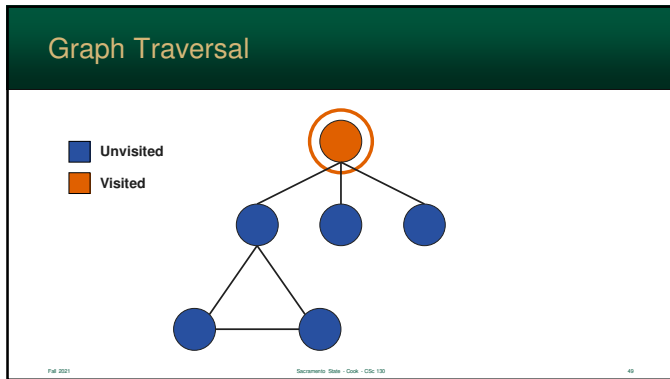 Graph Traversal
Unvisited
Visited
Fall 2021
Sacramento State - Cook - CSc 130
49